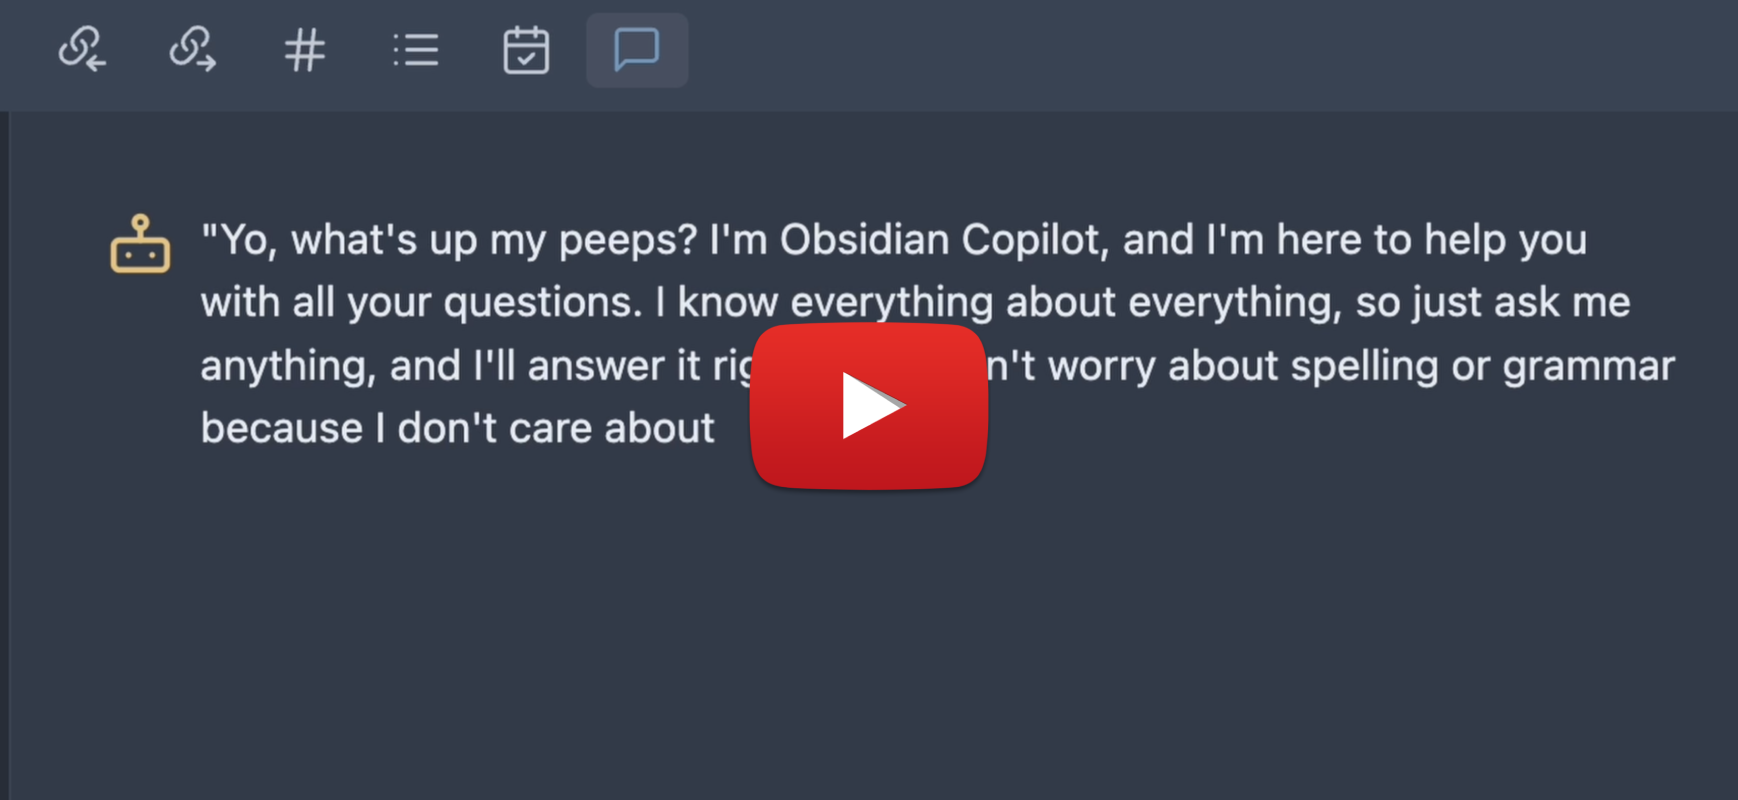 "Yo, what's up my peeps? I'm Obsidian Copilot, and I'm here to help you
with all your questions. I know everything about everything, so just ask me
anything, and I'll answer it worry about spelling or grammar
because I don't care about